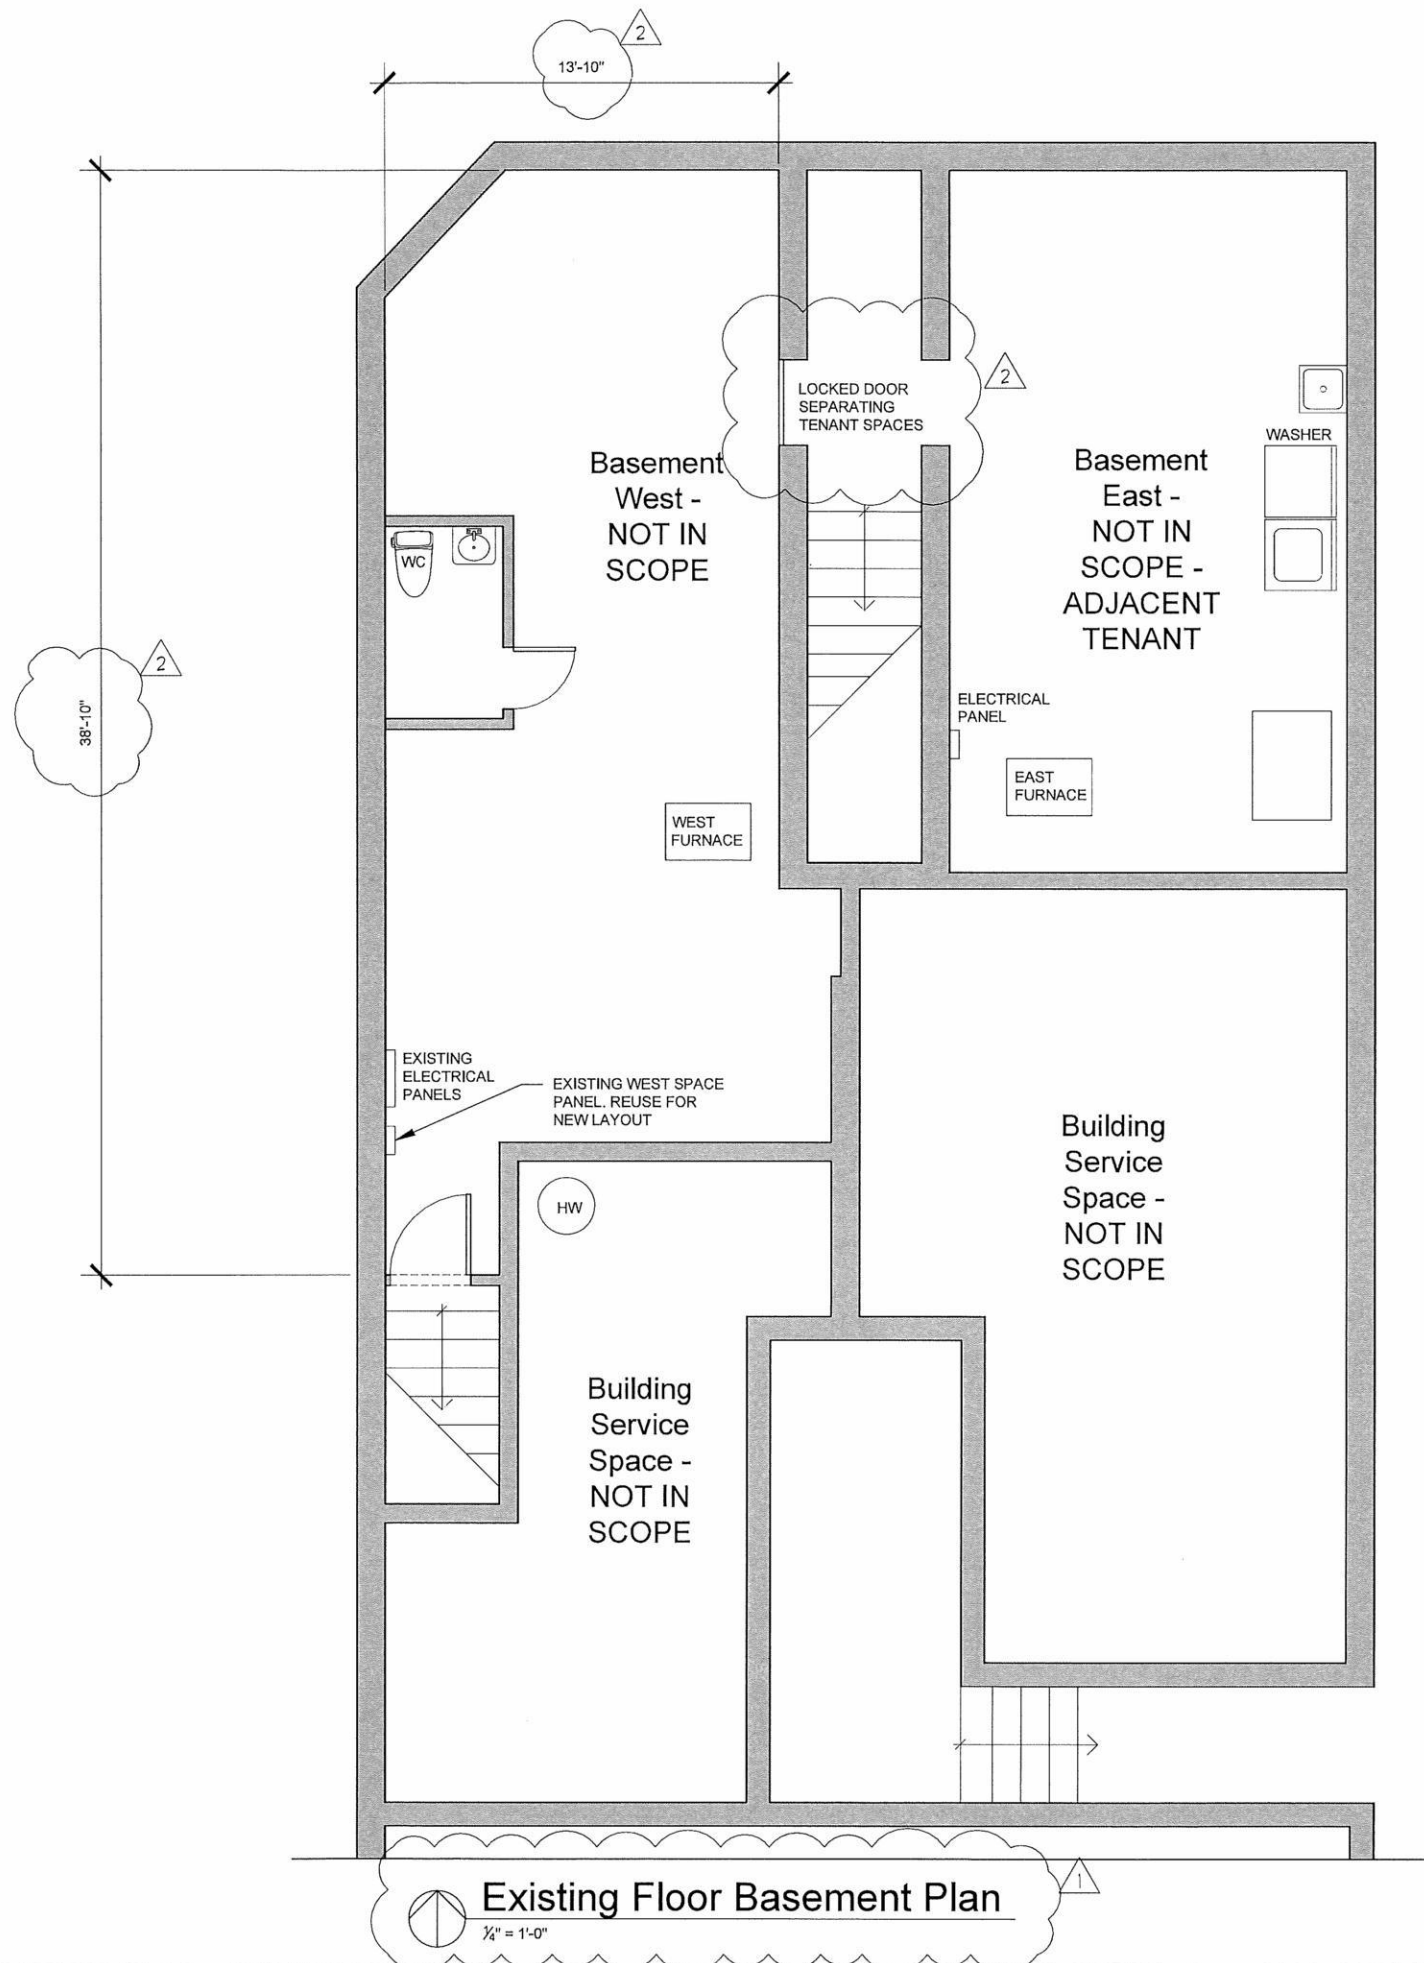 2
13'-10"
2
LOCKED DOOR
SEPARATING
TENANT SPACES
WASHER
Basement
West -
NOT IN
SCOPE
Basement
East -
NOT IN
SCOPE -
ADJACENT
TENANT
WC
2
38'-10"
ELECTRICAL
PANEL
EAST
FURNACE
WEST
FURNACE
EXISTING
ELECTRICAL
PANELS
EXISTING WEST SPACE
PANEL. REUSE FOR
NEW LAYOUT
Building
Service
Space -
NOT IN
SCOPE
HW
Building
Service
Space -
NOT IN
SCOPE
1
Existing Floor Basement Plan
¼" = 1'-0"